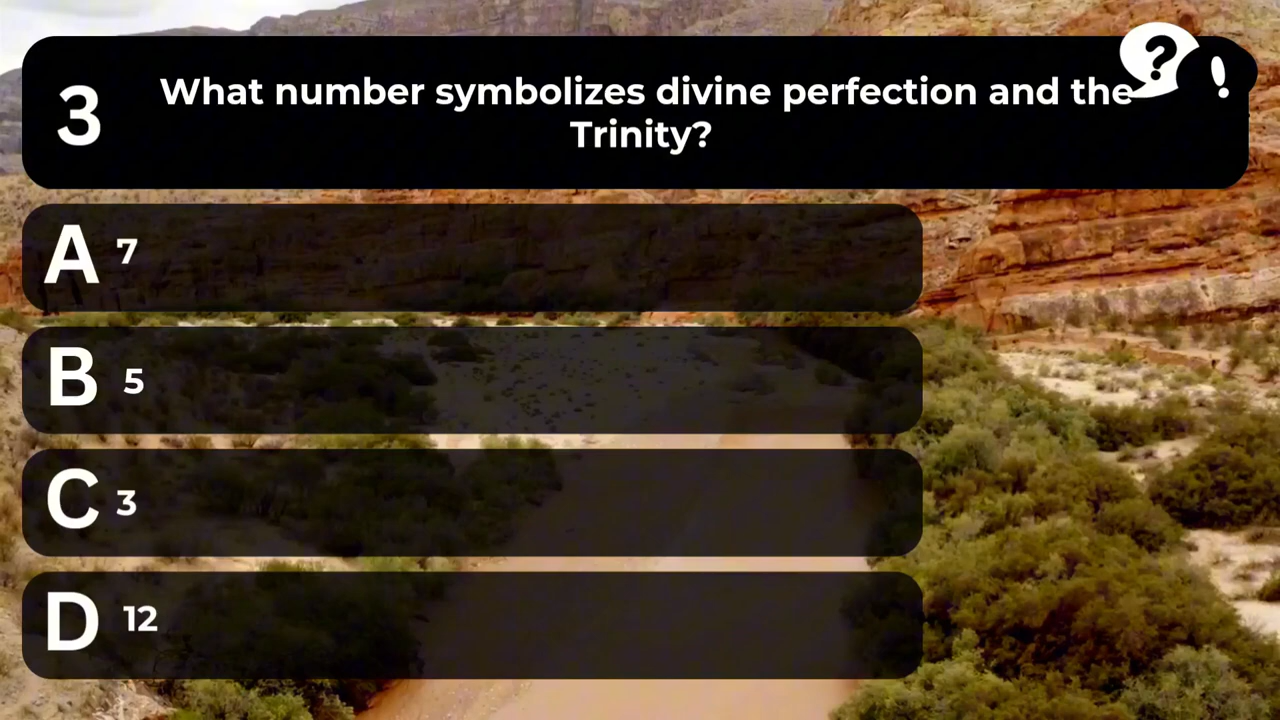 3
What number symbolizes divine perfection and the
Trinity?
?!
A 7
B 5
C 3
D 12